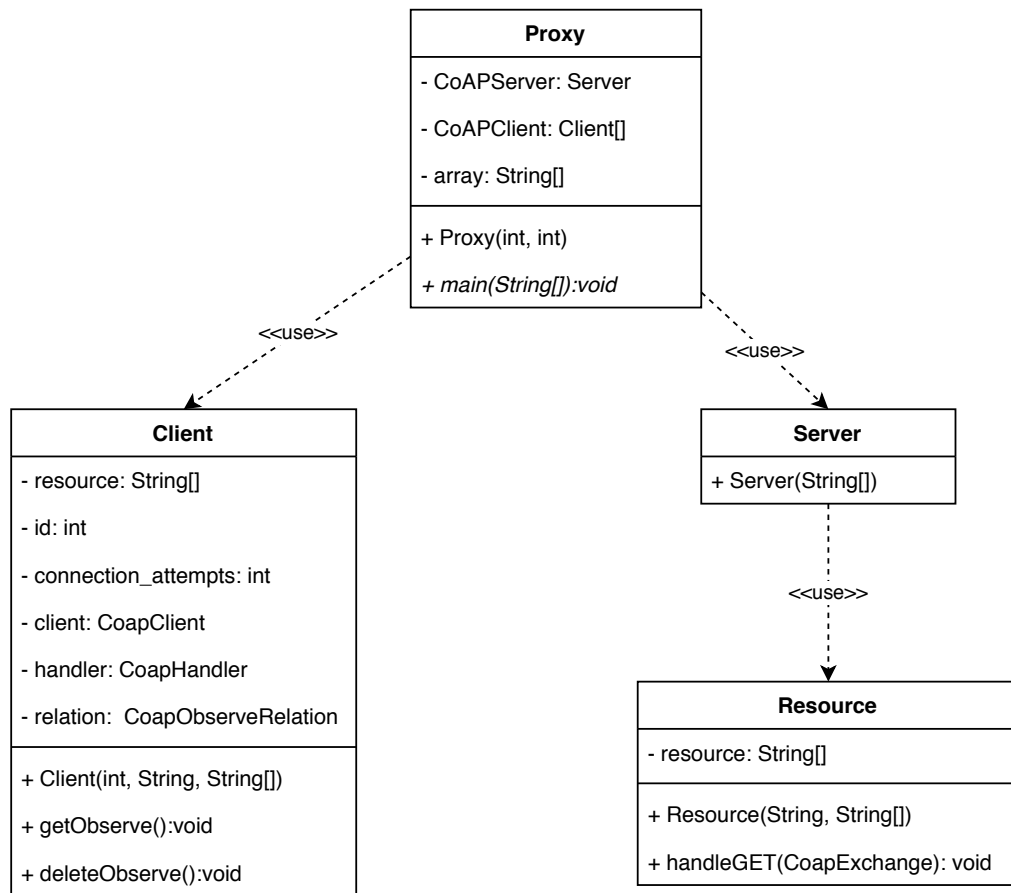 Proxy
- CoAPServer: Server
- CoAPClient: Client[]
- array: String[]
+ Proxy(int, int)
+ main(String[]):void
<<use>>
<<use>>
Client
- resource: String[]
- id: int
- connection_attempts: int
- client: CoapClient
- handler: CoapHandler
- relation:  CoapObserveRelation
+ Client(int, String, String[])
+ getObserve():void
+ deleteObserve():void
Server
+ Server(String[])
<<use>>
Resource
- resource: String[]
+ Resource(String, String[])
+ handleGET(CoapExchange): void